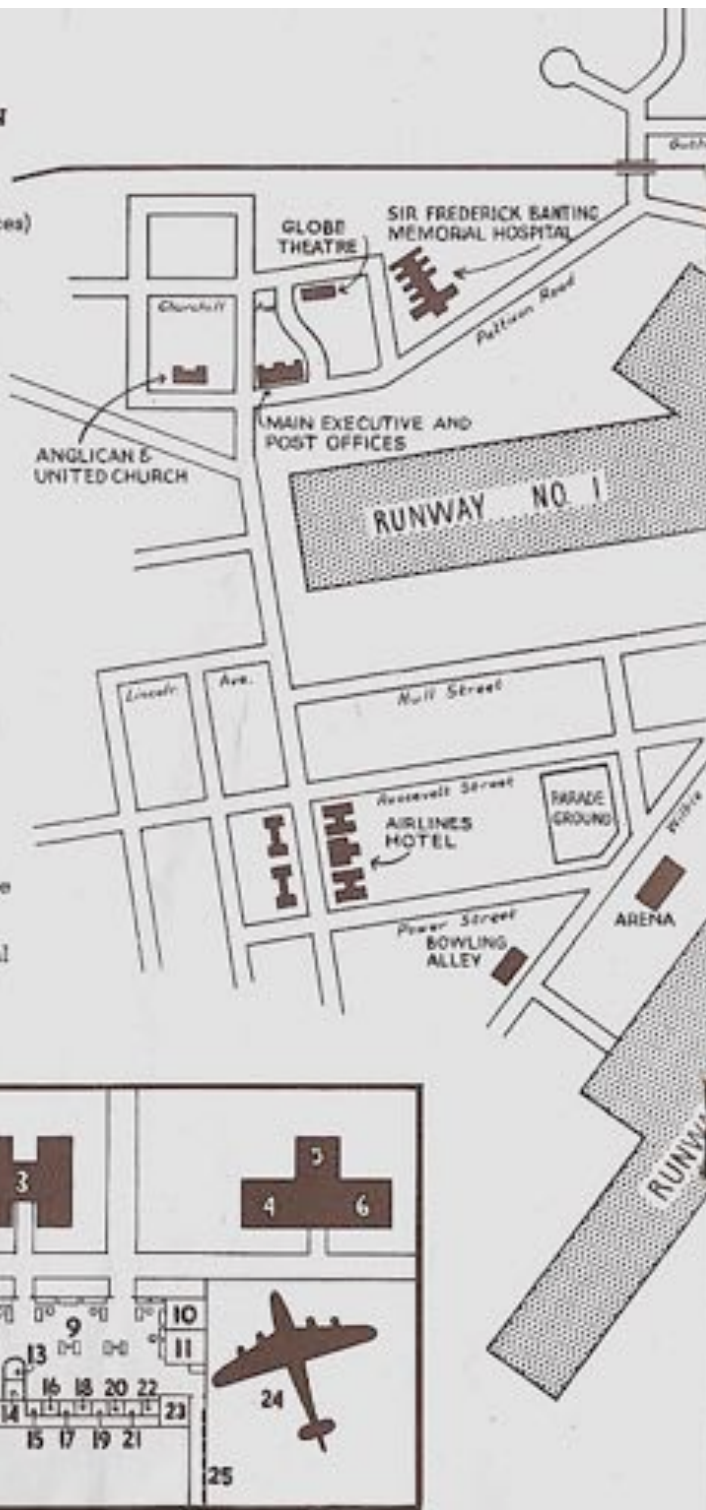 GLOBE
THEATRE
SIR FREDERICK BANTING
MEMORIAL HOSPITAL
Churchill
Pattison Road
ANGLICAN &
UNITED CHURCH
MAIN EXECUTIVE AND
POST OFFICES
RUNWAY NO. 1
Lincoln Ave.
Hull Street
Roosevelt Street
AIRLINES
HOTEL
PARADE
GROUND
ARENA
Power Street
BOWLING
ALLEY
3
5
4 6
9
10
11
13
14
16 18 20 22
23
15 17 19 21
24
25